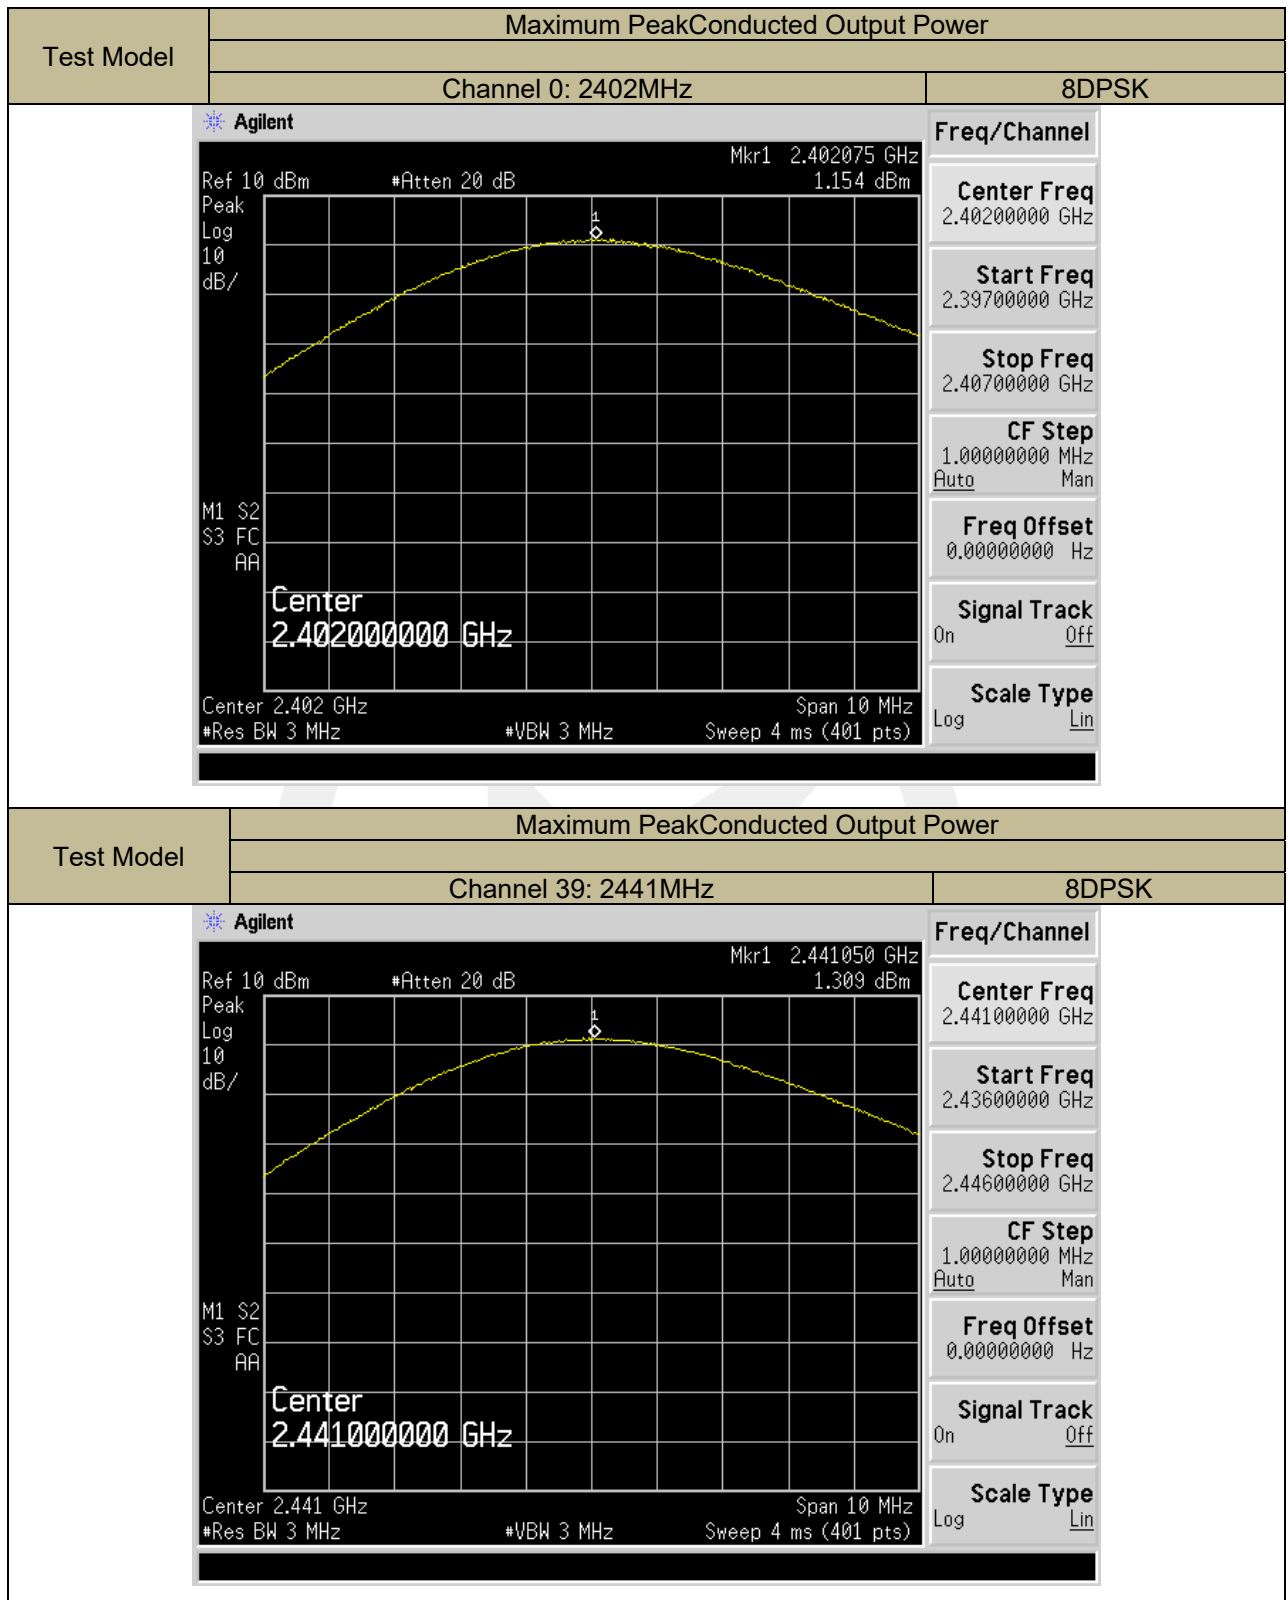 Test Model
Maximum PeakConducted Output Power
Channel 0: 2402MHz 8DPSK
Agilent
Freq/Channel
Mkr1 2.402075 GHz
Ref 10 dBm #Atten 20 dB 1.154 dBm
Peak
Log
10
dB/
1
M1 S2
S3 FC
AA
Center
2.402000000 GHz
Center 2.402 GHz Span 10 MHz
#Res BW 3 MHz #VBW 3 MHz Sweep 4 ms (401 pts)
Center Freq
2.40200000 GHz
Start Freq
2.39700000 GHz
Stop Freq
2.40700000 GHz
CF Step
1.00000000 MHz
Auto Man
Freq Offset
0.00000000 Hz
Signal Track
On Off
Scale Type
Log Lin
Test Model
Maximum PeakConducted Output Power
Channel 39: 2441MHz 8DPSK
Agilent
Freq/Channel
Mkr1 2.441050 GHz
Ref 10 dBm #Atten 20 dB 1.309 dBm
Peak
Log
10
dB/
1
M1 S2
S3 FC
AA
Center
2.441000000 GHz
Center 2.441 GHz Span 10 MHz
#Res BW 3 MHz #VBW 3 MHz Sweep 4 ms (401 pts)
Center Freq
2.44100000 GHz
Start Freq
2.43600000 GHz
Stop Freq
2.44600000 GHz
CF Step
1.00000000 MHz
Auto Man
Freq Offset
0.00000000 Hz
Signal Track
On Off
Scale Type
Log Lin